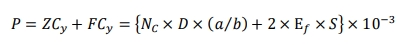 P = ZC_y + FC_y = {N_C × D × (a/b) + 2 × E_f × S} × 10^{-3}